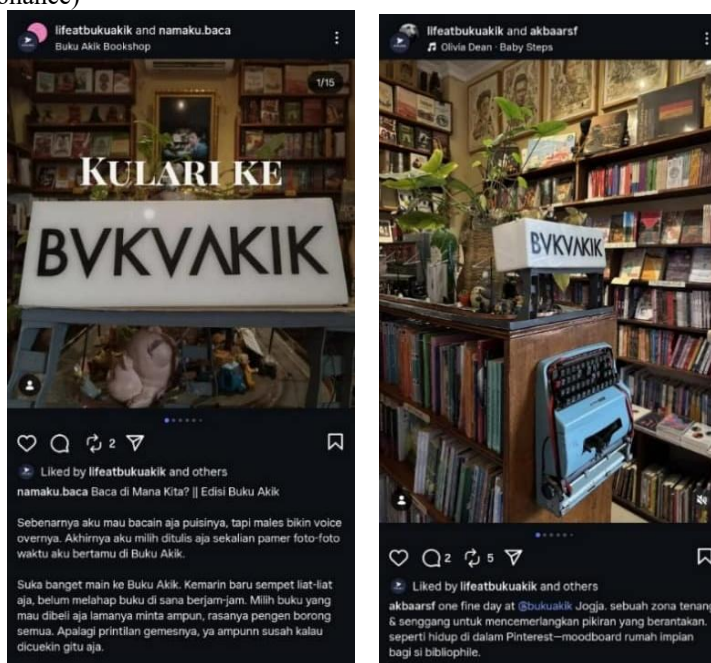 onance)
lifeatbukuakik and namaku.baca
Buku Akik Bookshop
1/15
KULARI KE
BVKVΛKIK
2
Liked by lifeatbukuakik and others
namaku.baca Baca di Mana Kita? || Edisi Buku Akik
Sebenarnya aku mau bacain aja puisinya, tapi males bikin voice
overnya. Akhirnya aku milih ditulis aja sekalian pamer foto-foto
waktu aku bertamu di Buku Akik.
Suka banget main ke Buku Akik. Kemarin baru sempet liat-liat
aja, belum melahap buku di sana berjam-jam. Milih buku yang
mau dibeli aja lamanya minta ampun, rasanya pengen borong
semua. Apalagi printilan gemesnya, ya ampunn susah kalau
dicuekin gitu aja.
lifeatbukuakik and akbaarsf
Olivia Dean · Baby Steps
BVKVΛKIK
2 5
Liked by lifeatbukuakik and others
akbaarsf one fine day at @bukuakik Jogja. sebuah zona tenang
& senggang untuk mencemerlangkan pikiran yang berantakan.
seperti hidup di dalam Pinterest—moodboard rumah impian
bagi si bibliophile.